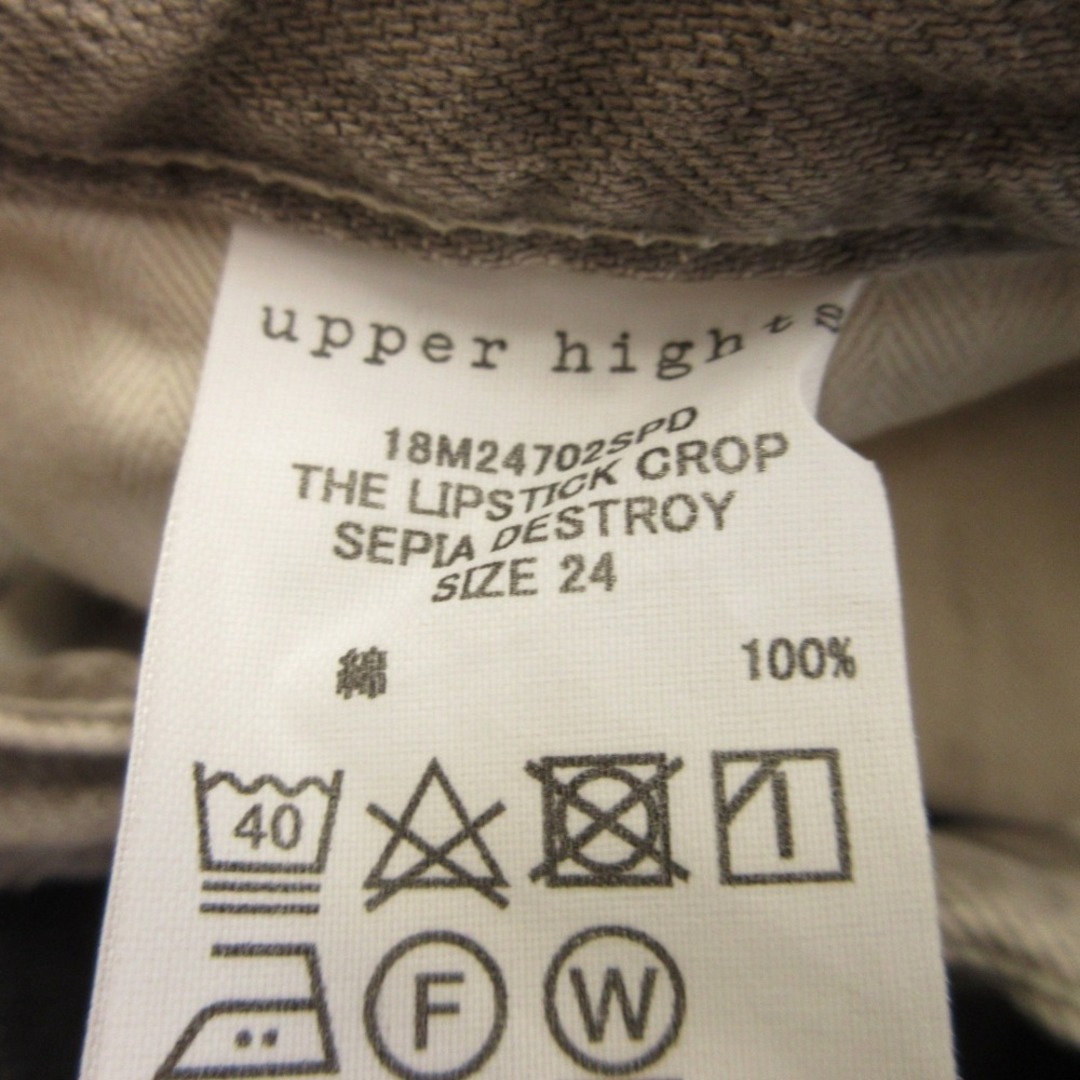 upper hights
18M24702SPD
THE LIPSTICK CROP
SEPIA DESTROY
SIZE 24
綿 100%
40
F W